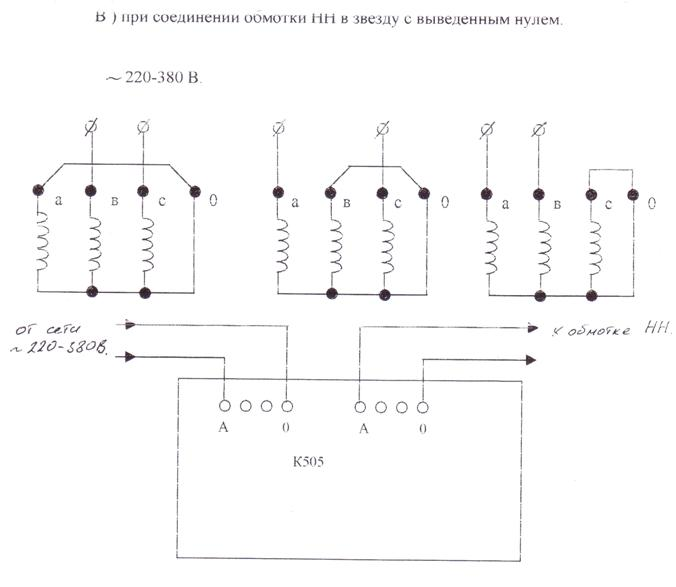 В ) при соединении обмотки НН в звезду с выведенным нулем.
~ 220-380 В.
а в с 0 а в с 0 а в с 0
от сети
~220-380В.
к обмотке НН.
А 0 А 0
К505